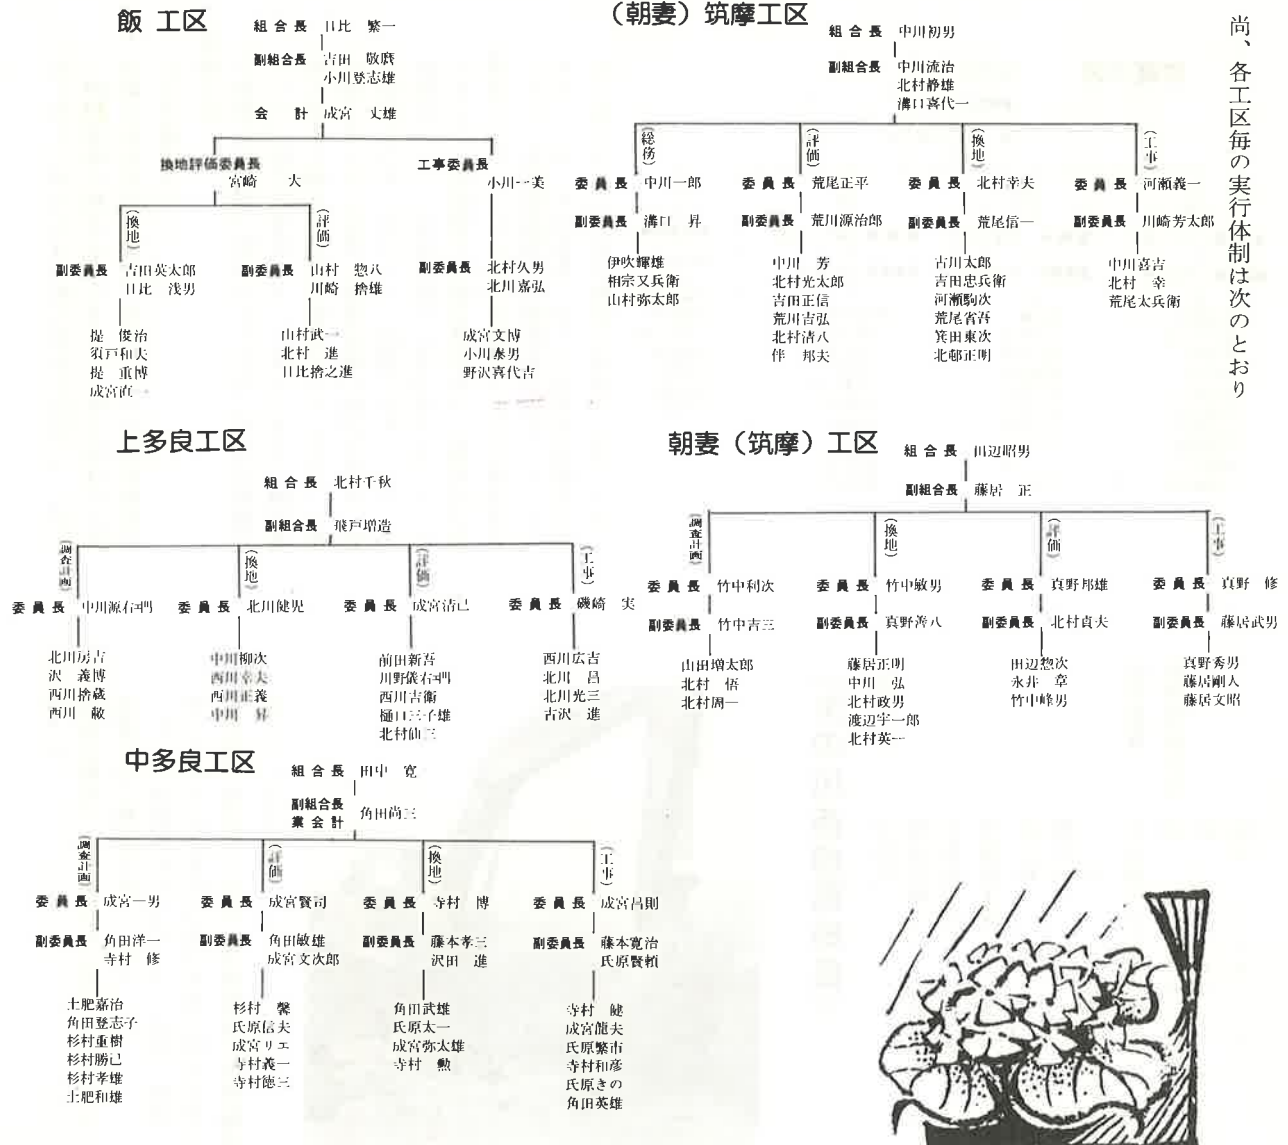 尚、各工区毎の実行体制は次のとおり
(朝妻)筑摩工区
組合長 中川初男
副組合長 中川流治
北村静雄
溝口喜代一
(総務)
委員長 中川一郎
副委員長 溝口 昇
伊吹輝雄
相宗又兵衛
山村弥太郎
(評価)
委員長 荒尾正平
副委員長 荒川源治郎
中川 芳
北村光太郎
吉田正信
荒川吉弘
北村清八
伴 邦夫
(換地)
委員長 北村幸夫
副委員長 荒尾信一
古川太郎
吉田忠兵衛
河瀬駒次
荒尾省吾
箕田東次
北邨正明
(工事)
委員長 河瀬義一
副委員長 川崎芳太郎
中川喜吉
北村 幸
荒尾太兵衛
飯 工区
組合長 日比 繁一
副組合長 吉田 敬麿
小川登志雄
会計 成宮 丈雄
換地評価委員長
宮崎 大
(換地)
副委員長 吉田英太郎
日比 浅男
提 俊治
須戸和夫
提 重博
成宮直一
(評価)
副委員長 山村 惣八
川崎 捨雄
山村武一
北村 進
日比捨之進
工事委員長
小川一美
副委員長 北村久男
北川嘉弘
成宮文博
小川泰男
野沢喜代吉
朝妻(筑摩)工区
組合長 田辺昭男
副組合長 藤居 正
(調査計画)
委員長 竹中利次
副委員長 竹中吉三
山田増太郎
北村 悟
北村周一
(換地)
委員長 竹中敏男
副委員長 真野善八
藤居正明
中川 弘
北村政男
渡辺宇一郎
北村英一
(評価)
委員長 真野邦雄
副委員長 北村貞夫
田辺惣次
永井 章
竹中峰男
(工事)
委員長 真野 修
副委員長 藤居武男
真野秀男
藤居剛人
藤居文昭
上多良工区
組合長 北村千秋
副組合長 飛戸増造
(調査計画)
委員長 中川源右衛門
北川房吉
沢 義博
西川捨蔵
西川 敏
(換地)
委員長 北川健児
中川柳次
西川幸夫
西川正義
中川 昇
(評価)
委員長 成宮清己
前田新吾
川野儀右衛門
西川吉衛
樋口三子雄
北村仙三
(工事)
委員長 磯崎 実
西川広吉
北川 昌
北川光三
古沢 進
中多良工区
組合長 田中 寛
副組合長
業会計 角田尚三
(調査計画)
委員長 成宮一男
副委員長 角田洋一
寺村 修
土肥嘉治
角田登志子
杉村重樹
杉村勝己
杉村孝雄
土肥和雄
(評価)
委員長 成宮賢司
副委員長 角田敏雄
成宮文次郎
杉村 馨
氏原信夫
成宮リエ
寺村義一
寺村徳三
(換地)
委員長 寺村 博
副委員長 藤本孝三
沢田 進
角田武雄
氏原太一
成宮弥太雄
寺村 勲
(工事)
委員長 成宮昌則
副委員長 藤本寛治
氏原賢頼
寺村 健
成宮龍夫
氏原繁市
寺村和彦
氏原きの
角田英雄